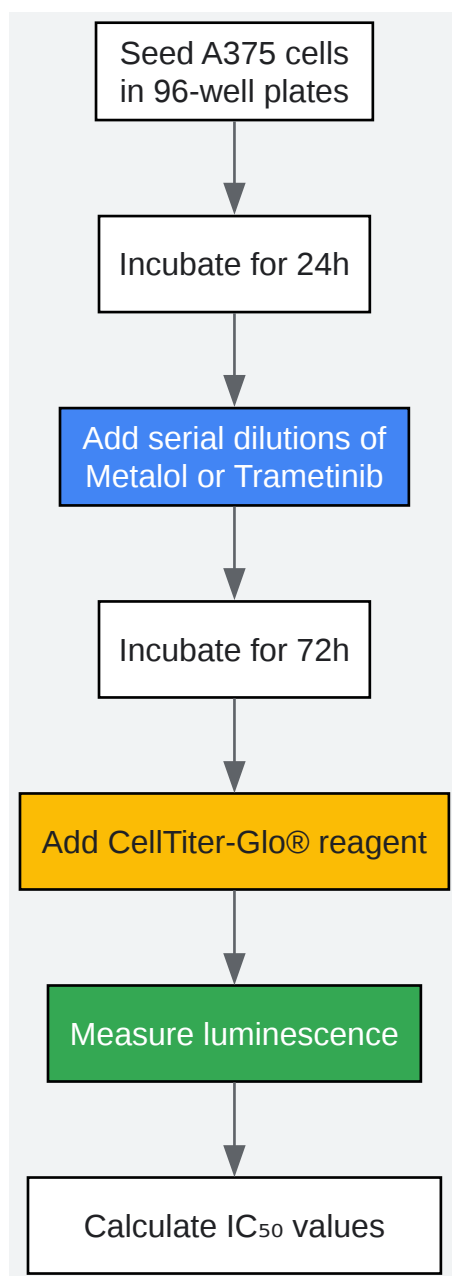 Seed A375 cells
in 96-well plates
Incubate for 24h
Add serial dilutions of
Metalol or Trametinib
Incubate for 72h
Add CellTiter-Glo® reagent
Measure luminescence
Calculate IC₅₀ values